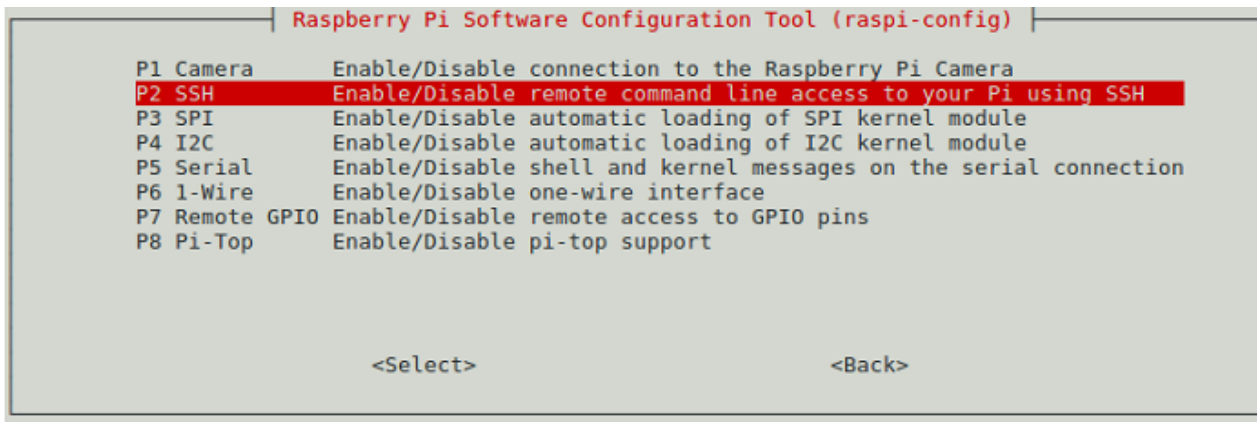 Raspberry Pi Software Configuration Tool (raspi-config)
P1 Camera Enable/Disable connection to the Raspberry Pi Camera
P2 SSH Enable/Disable remote command line access to your Pi using SSH
P3 SPI Enable/Disable automatic loading of SPI kernel module
P4 I2C Enable/Disable automatic loading of I2C kernel module
P5 Serial Enable/Disable shell and kernel messages on the serial connection
P6 1-Wire Enable/Disable one-wire interface
P7 Remote GPIO Enable/Disable remote access to GPIO pins
P8 Pi-Top Enable/Disable pi-top support
<Select> <Back>